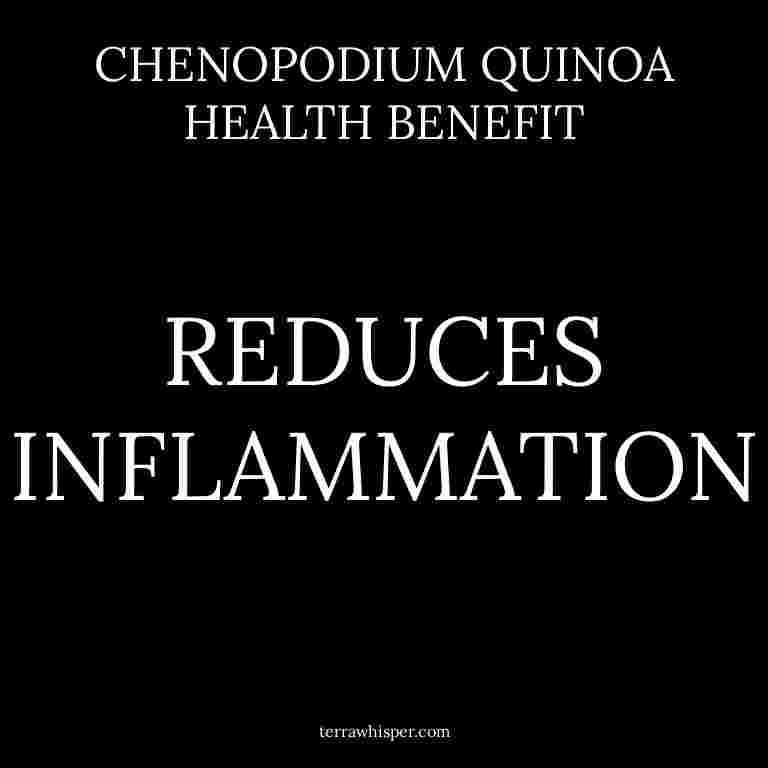 CHENOPODIUM QUINOA
HEALTH BENEFIT
REDUCES
INFLAMMATION
terrawhisper.com